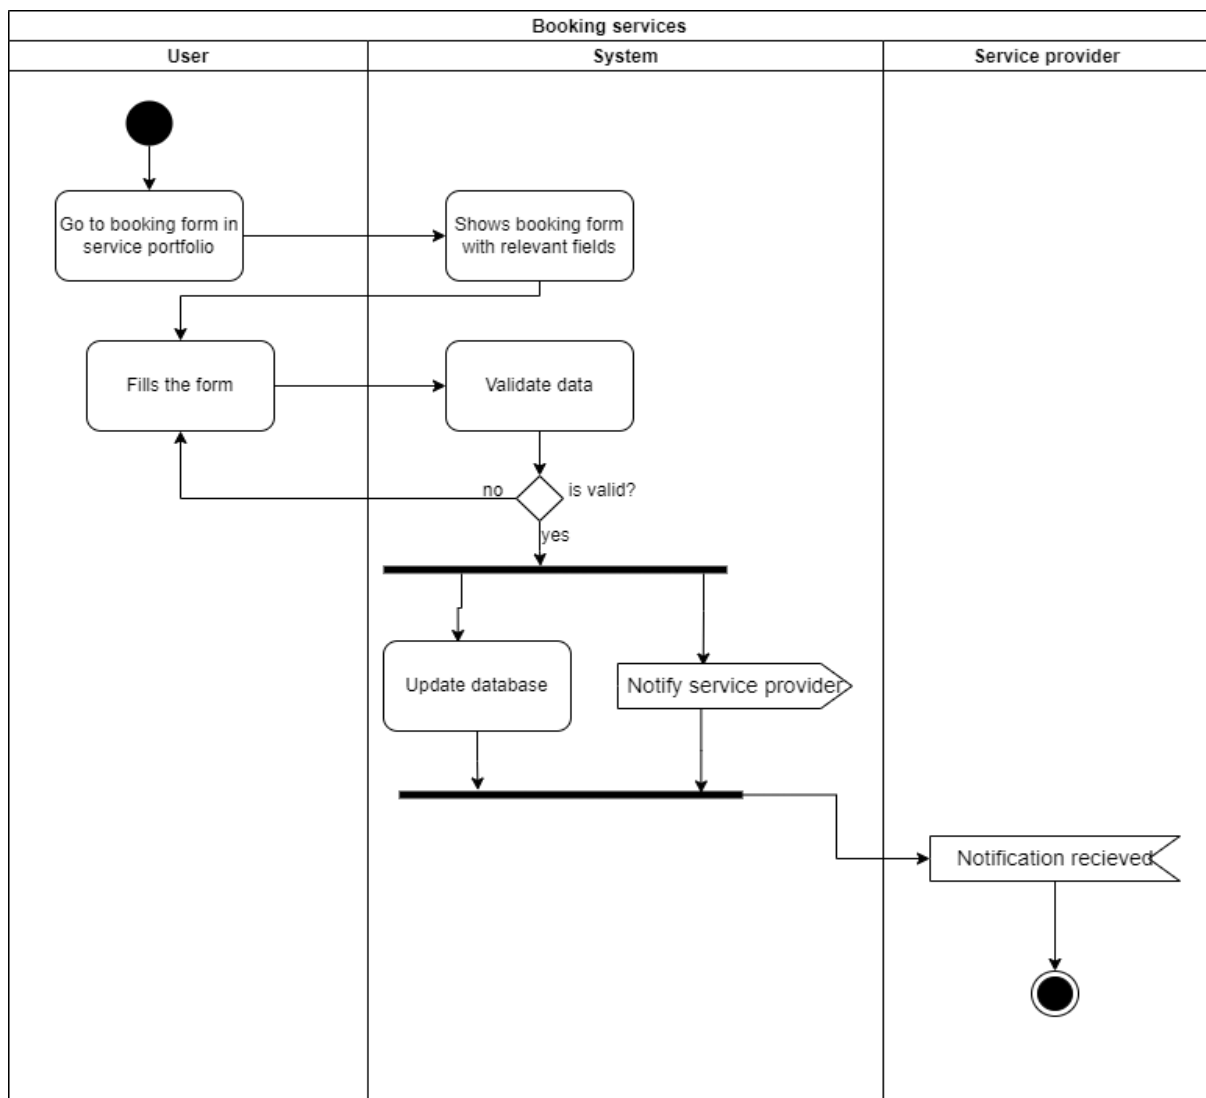 Booking services
User
System
Service provider
Go to booking form in
service portfolio
Shows booking form
with relevant fields
Fills the form
Validate data
no
is valid?
yes
Update database
Notify service provider
Notification recieved